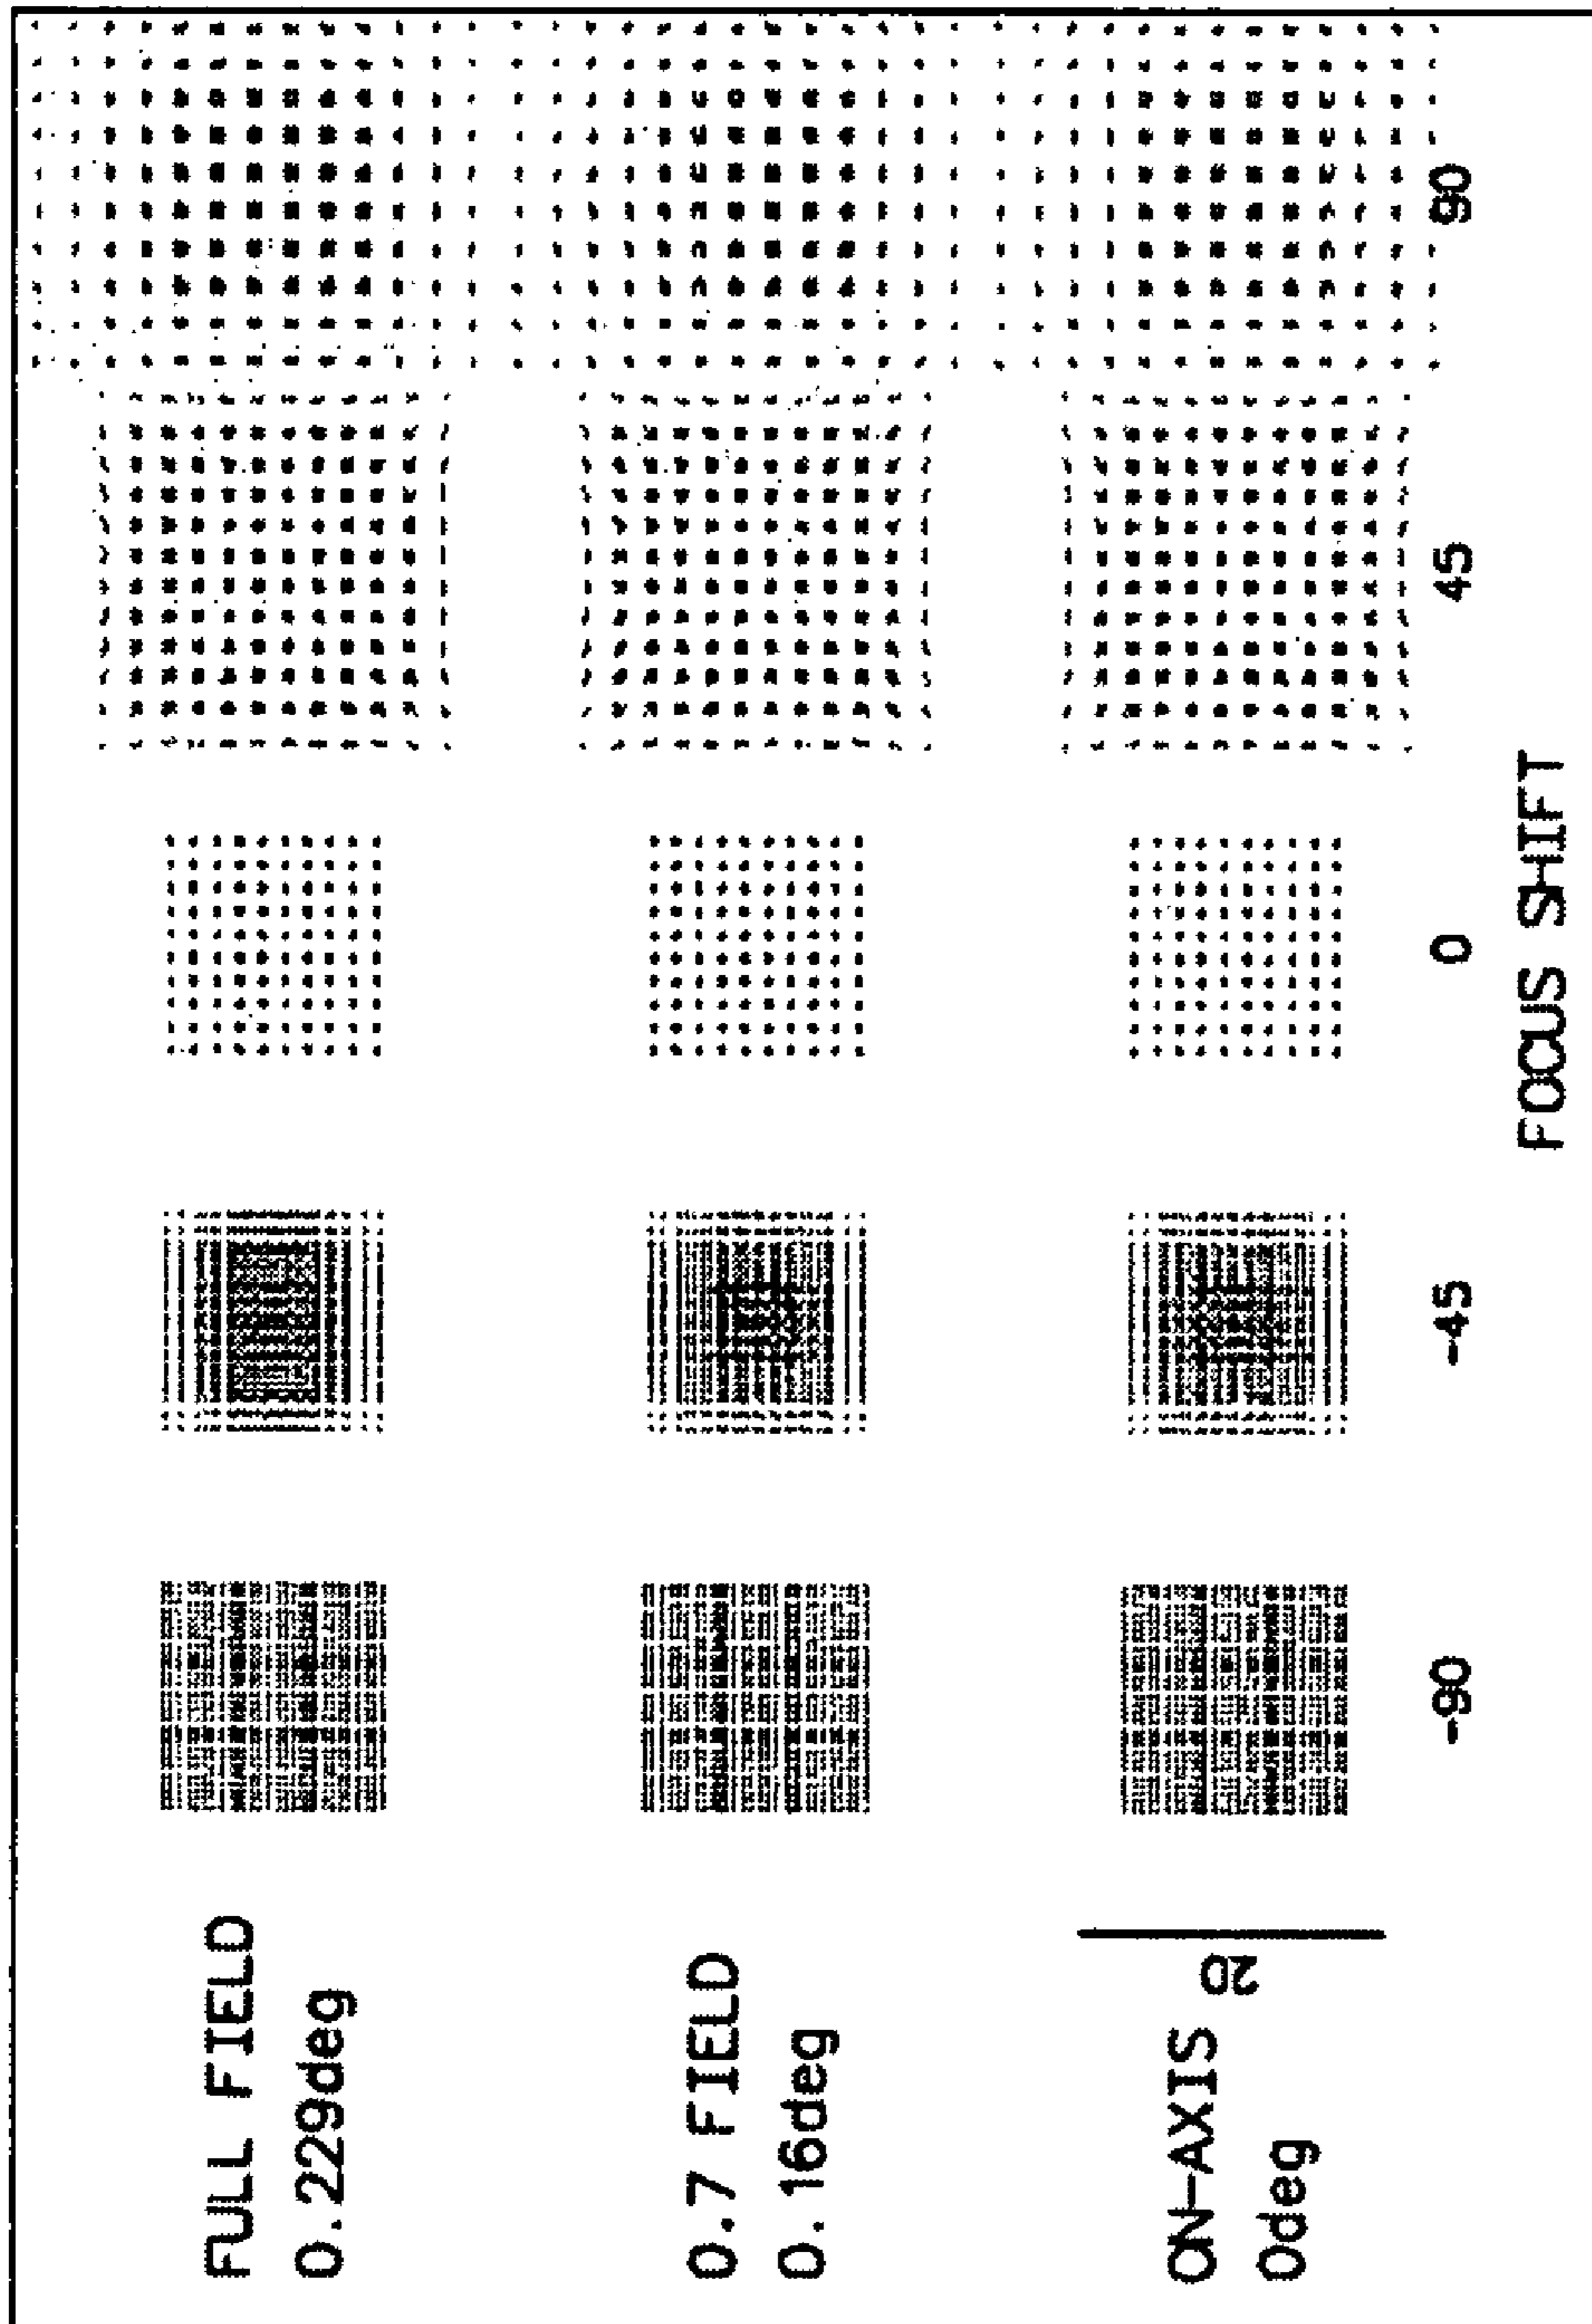 FULL FIELD
0.229deg
0.7 FIELD
0.16deg
ON-AXIS
0deg
20
-90
-45
0
45
90
FOCUS SHIFT